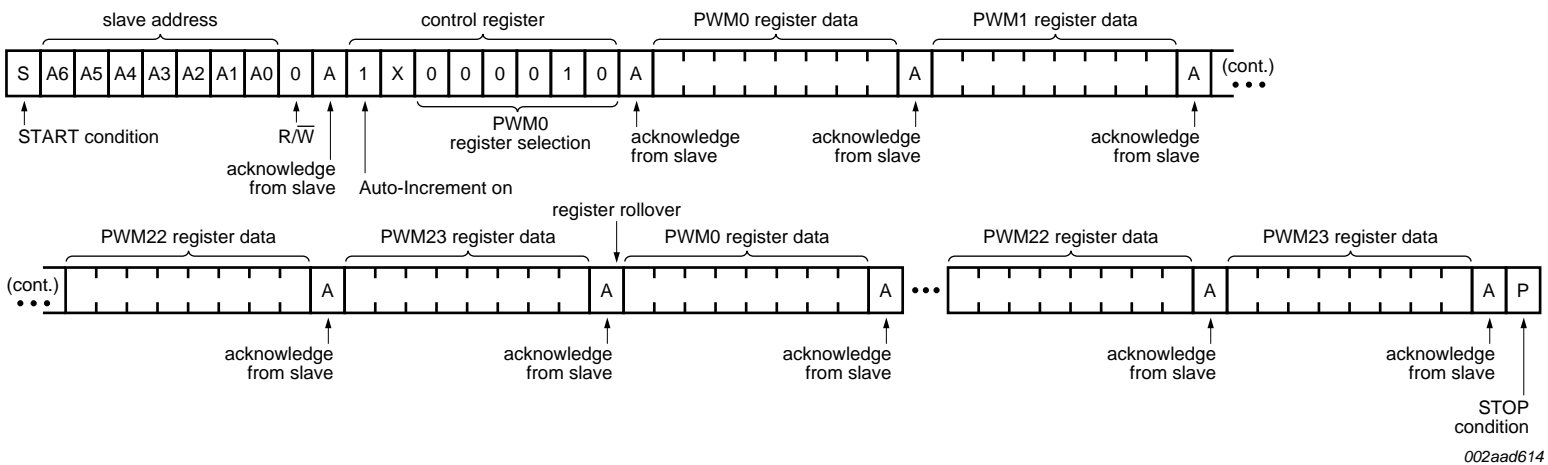 slave address control register PWM0 register data PWM1 register data
S A6 A5 A4 A3 A2 A1 A0 0 A 1 X 0 0 0 0 1 0 A A A (cont.)
START condition R/W̅ PWM0 register selection acknowledge from slave acknowledge from slave acknowledge from slave
acknowledge from slave Auto-Increment on
register rollover
PWM22 register data PWM23 register data PWM0 register data PWM22 register data PWM23 register data
(cont.) A A A A A P
acknowledge from slave acknowledge from slave acknowledge from slave acknowledge from slave acknowledge from slave
STOP condition
002aad614